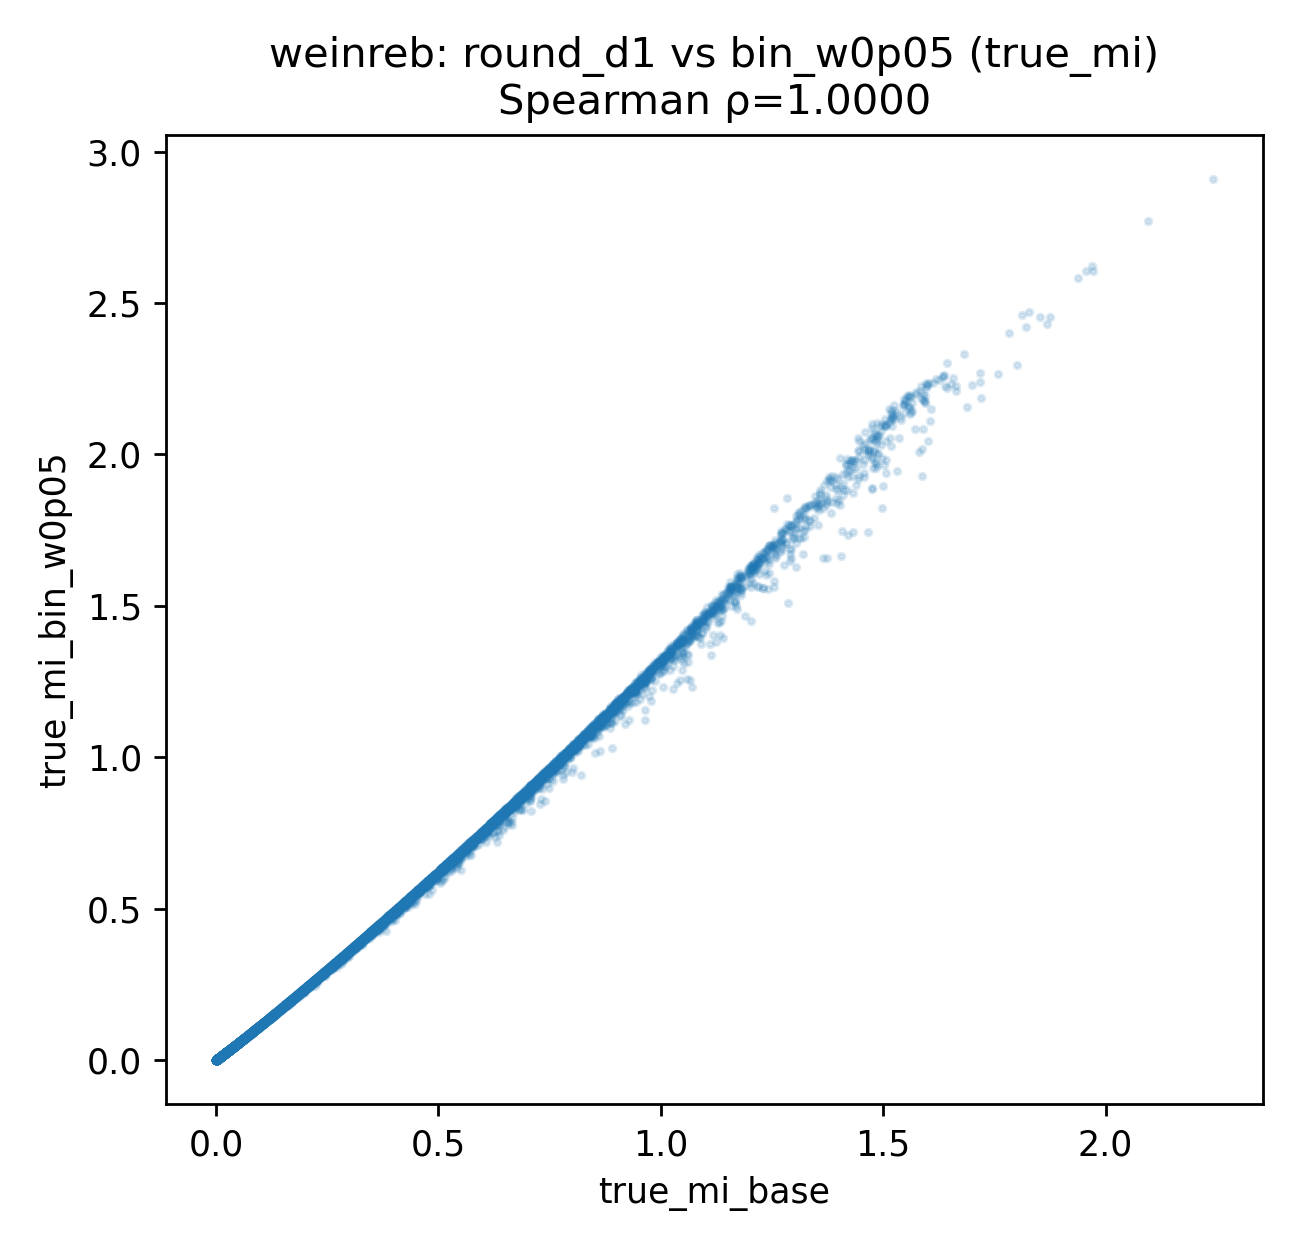 weinreb: round_d1 vs bin_w0p05 (true_mi)
Spearman ρ=1.0000
3.0
2.5
2.0
1.5
1.0
0.5
0.0
true_mi_bin_w0p05
0.0 0.5 1.0 1.5 2.0
true_mi_base